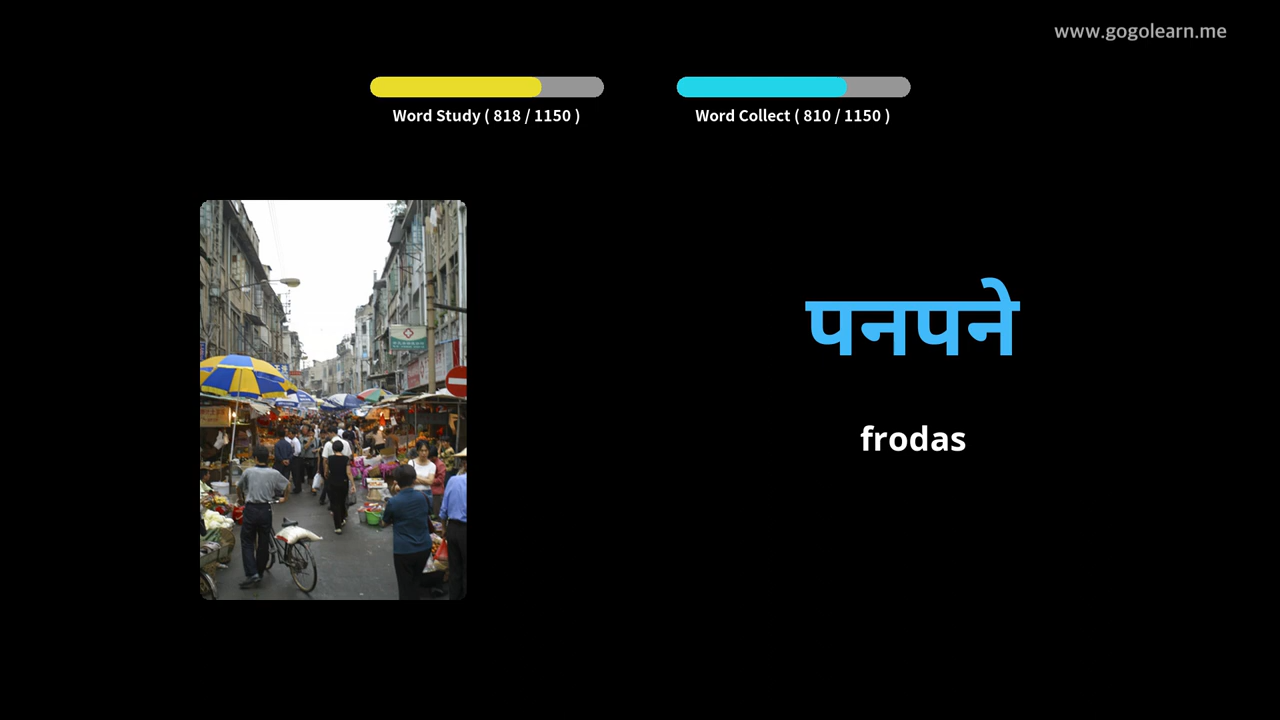 www.gogolearn.me
Word Study ( 818 / 1150 )
Word Collect ( 810 / 1150 )
पनपने
frodas